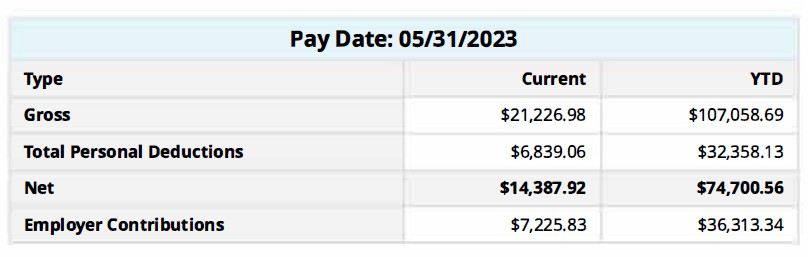 Pay Date: 05/31/2023
Type Current YTD
Gross $21,226.98 $107,058.69
Total Personal Deductions $6,839.06 $32,358.13
Net $14,387.92 $74,700.56
Employer Contributions $7,225.83 $36,313.34